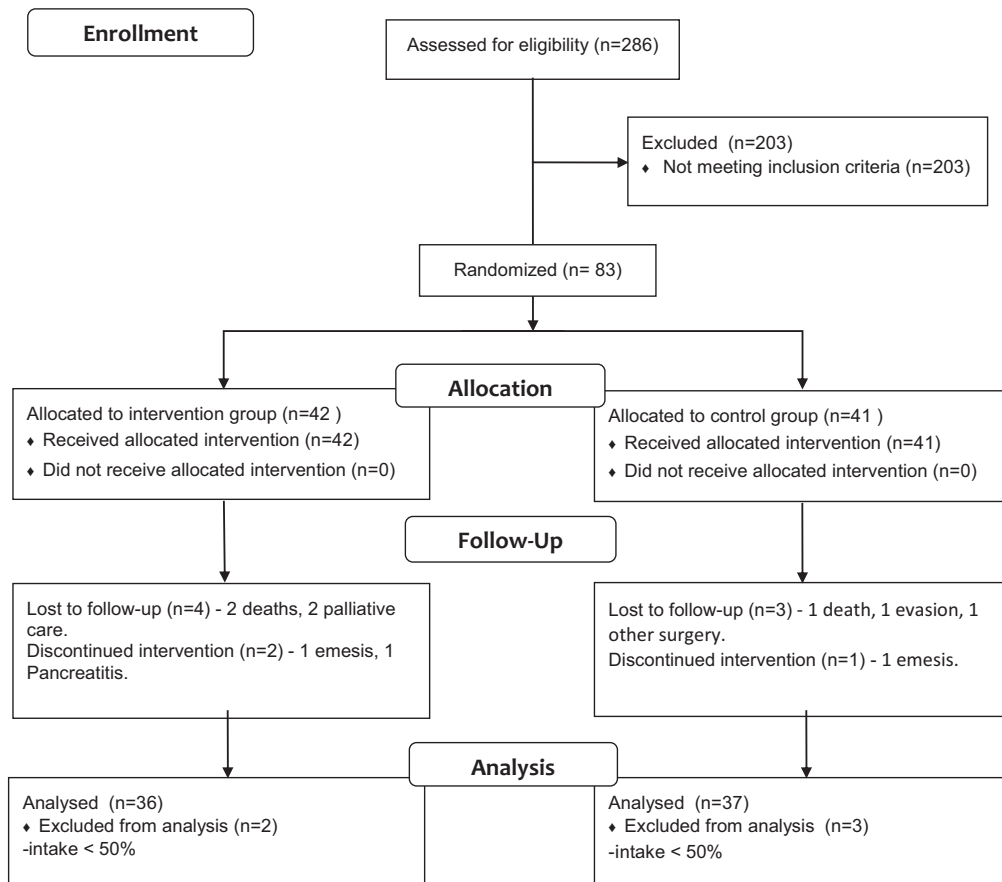 Enrollment
Assessed for eligibility (n=286)
Excluded (n=203)
♦ Not meeting inclusion criteria (n=203)
Randomized (n= 83)
Allocation
Allocated to intervention group (n=42 )
♦ Received allocated intervention (n=42)
♦ Did not receive allocated intervention (n=0)
Allocated to control group (n=41 )
♦ Received allocated intervention (n=41)
♦ Did not receive allocated intervention (n=0)
Follow-Up
Lost to follow-up (n=4) - 2 deaths, 2 palliative
care.
Discontinued intervention (n=2) - 1 emesis, 1
Pancreatitis.
Lost to follow-up (n=3) - 1 death, 1 evasion, 1
other surgery.
Discontinued intervention (n=1) - 1 emesis.
Analysis
Analysed (n=36)
♦ Excluded from analysis (n=2)
-intake < 50%
Analysed (n=37)
♦ Excluded from analysis (n=3)
-intake < 50%